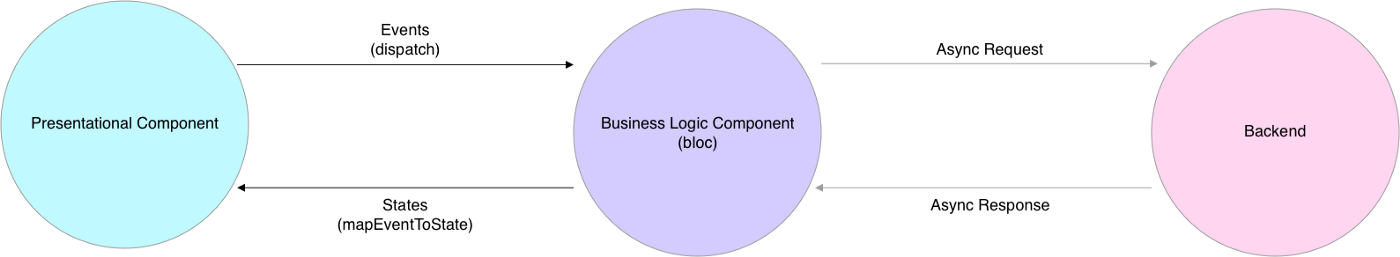 Events
(dispatch)
Async Request
Presentational Component
Business Logic Component
(bloc)
Backend
States
(mapEventToState)
Async Response